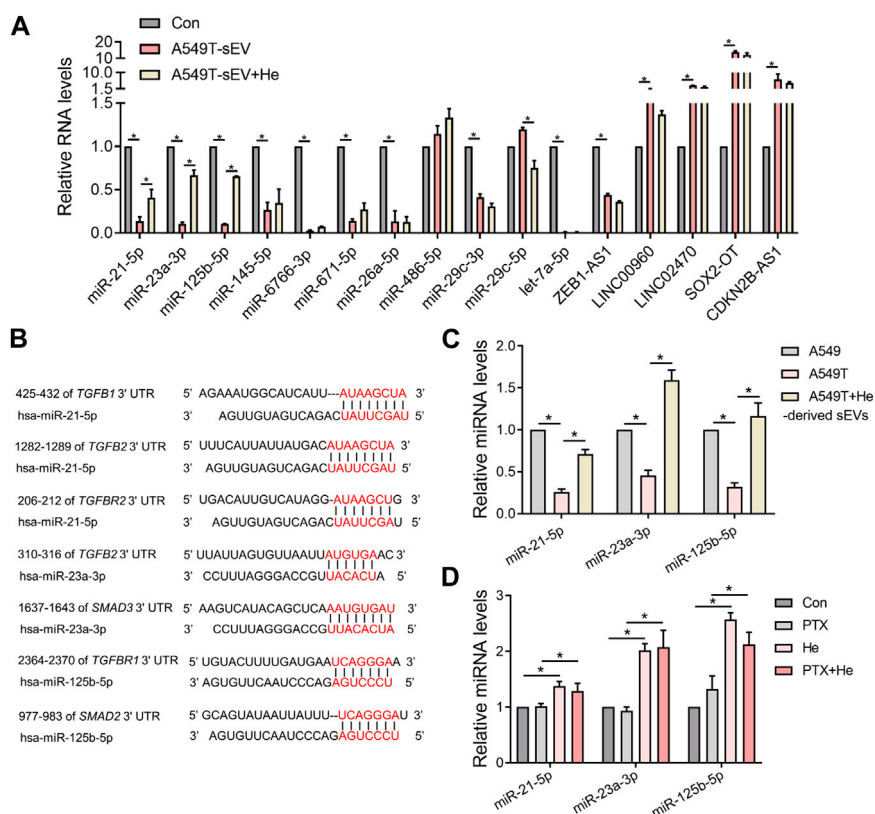 A
Con
A549T-sEV
A549T-sEV+He
Relative RNA levels
20
10
10.0
1.5
1.5
1.0
0.5
0.0
* * * * * * * * * * * * * * * * * * *
miR-21-5p
miR-23a-3p
miR-125b-5p
miR-145-5p
miR-6766-3p
miR-671-5p
miR-26a-5p
miR-486-5p
miR-29c-3p
miR-29c-5p
let-7a-5p
ZEB1-AS1
LINC00960
LINC02470
SOX2-OT
CDKN2B-AS1
B
425-432 of TGFB1 3' UTR 5' AGAAAUGGCAUCAUU---AUAAGCUA 3'
hsa-miR-21-5p 3' AGUUGUAGUCAGACUAUUCGAU 5'
1282-1289 of TGFB2 3' UTR 5' UUUCAUUAUUAUGACAUAAGCUA 3'
hsa-miR-21-5p 3' AGUUGUAGUCAGACUAUUCGAU 5'
206-212 of TGFBR2 3' UTR 5' UGACAUUGUCAUAGG-AUAAGCUG 3'
hsa-miR-21-5p 3' AGUUGUAGUCAGACUAUUCGAU 5'
310-316 of TGFB2 3' UTR 5' UUAUUAGUGUUAAUUAUGUGAAC 3'
hsa-miR-23a-3p 3' CCUUUAGGGACCGUUACACUA 5'
1637-1643 of SMAD3 3' UTR 5' AAGUCAUACAGCUCAAAUGUGAU 3'
hsa-miR-23a-3p 3' CCUUUAGGGACCGUUACACUA 5'
2364-2370 of TGFBR1 3' UTR 5' UGUACUUUUGAUGAAUCAGGGAA 3'
hsa-miR-125b-5p 3' AGUGUUCAAUCCCAGAGUCCCU 5'
977-983 of SMAD2 3' UTR 5' GCAGUAUAAUUAUUU--UCAGGGAU 3'
hsa-miR-125b-5p 3' AGUGUUCAAUCCCAGAGUCCCU 5'
C
Relative miRNA levels
2.0
1.5
1.0
0.5
0.0
* * * * * *
miR-21-5p
miR-23a-3p
miR-125b-5p
A549
A549T
A549T+He
-derived sEVs
D
Relative miRNA levels
3
2
1
0
* * * * * *
miR-21-5p
miR-23a-3p
miR-125b-5p
Con
PTX
He
PTX+He